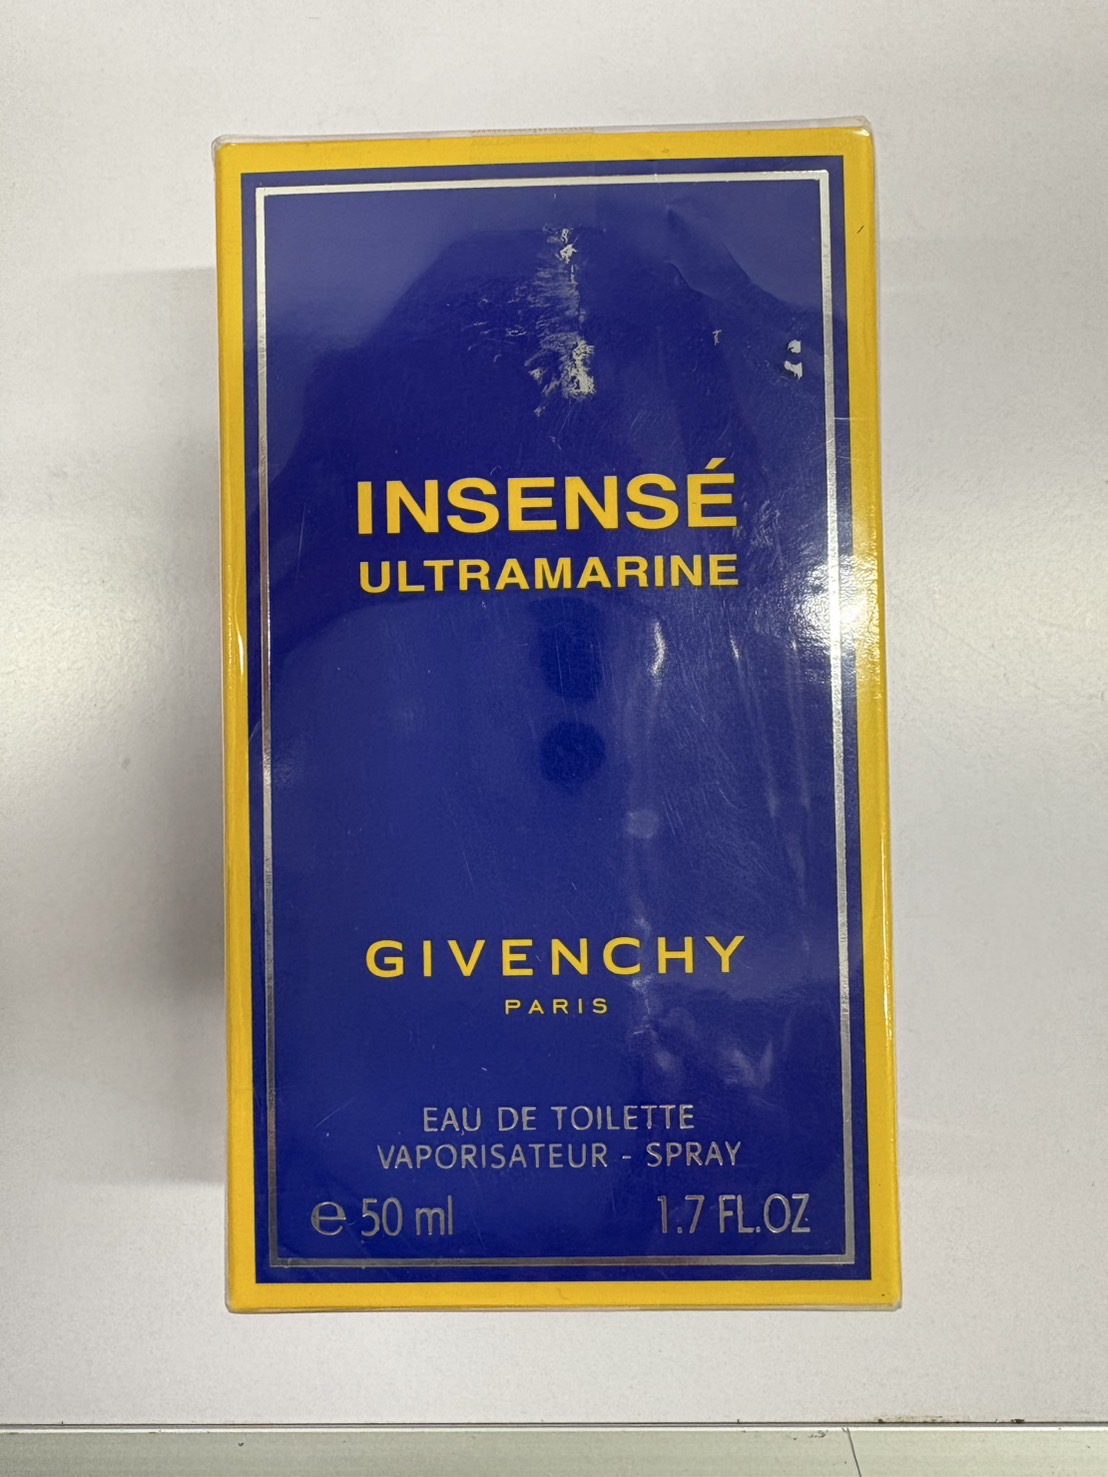 INSENSÉ
ULTRAMARINE
GIVENCHY
PARIS
EAU DE TOILETTE
VAPORISATEUR - SPRAY
℮ 50 ml 1.7 FL.OZ